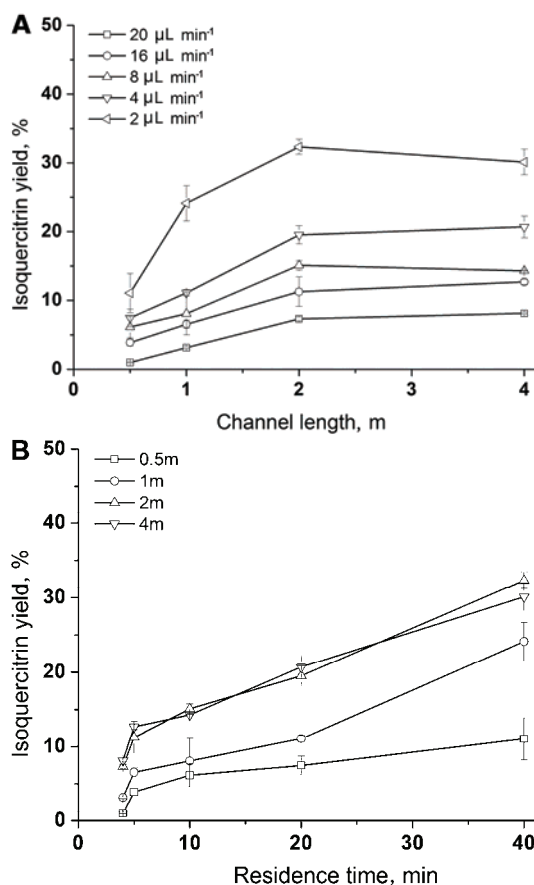 A
50
40
30
20
10
0
Isoquercitrin yield, %
20 µL min⁻¹
16 µL min⁻¹
8 µL min⁻¹
4 µL min⁻¹
2 µL min⁻¹
0 1 2 3 4
Channel length, m
B
50
40
30
20
10
0
Isoquercitrin yield, %
0.5m
1m
2m
4m
0 10 20 30 40
Residence time, min